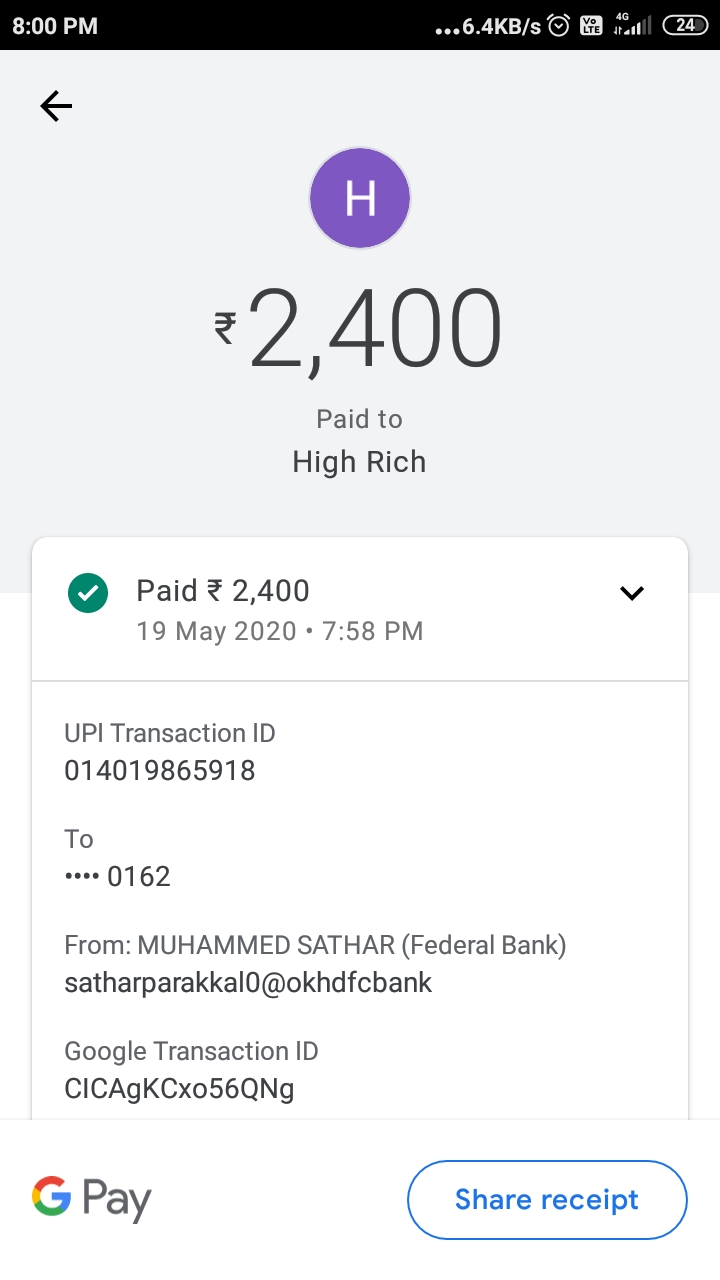 8:00 PM
...6.4KB/s Vo LTE 4G 24
H
₹2,400
Paid to
High Rich
Paid ₹ 2,400
19 May 2020 • 7:58 PM
UPI Transaction ID
014019865918
To
•••• 0162
From: MUHAMMED SATHAR (Federal Bank)
satharparakkal0@okhdfcbank
Google Transaction ID
CICAgKCxo56QNg
G Pay
Share receipt